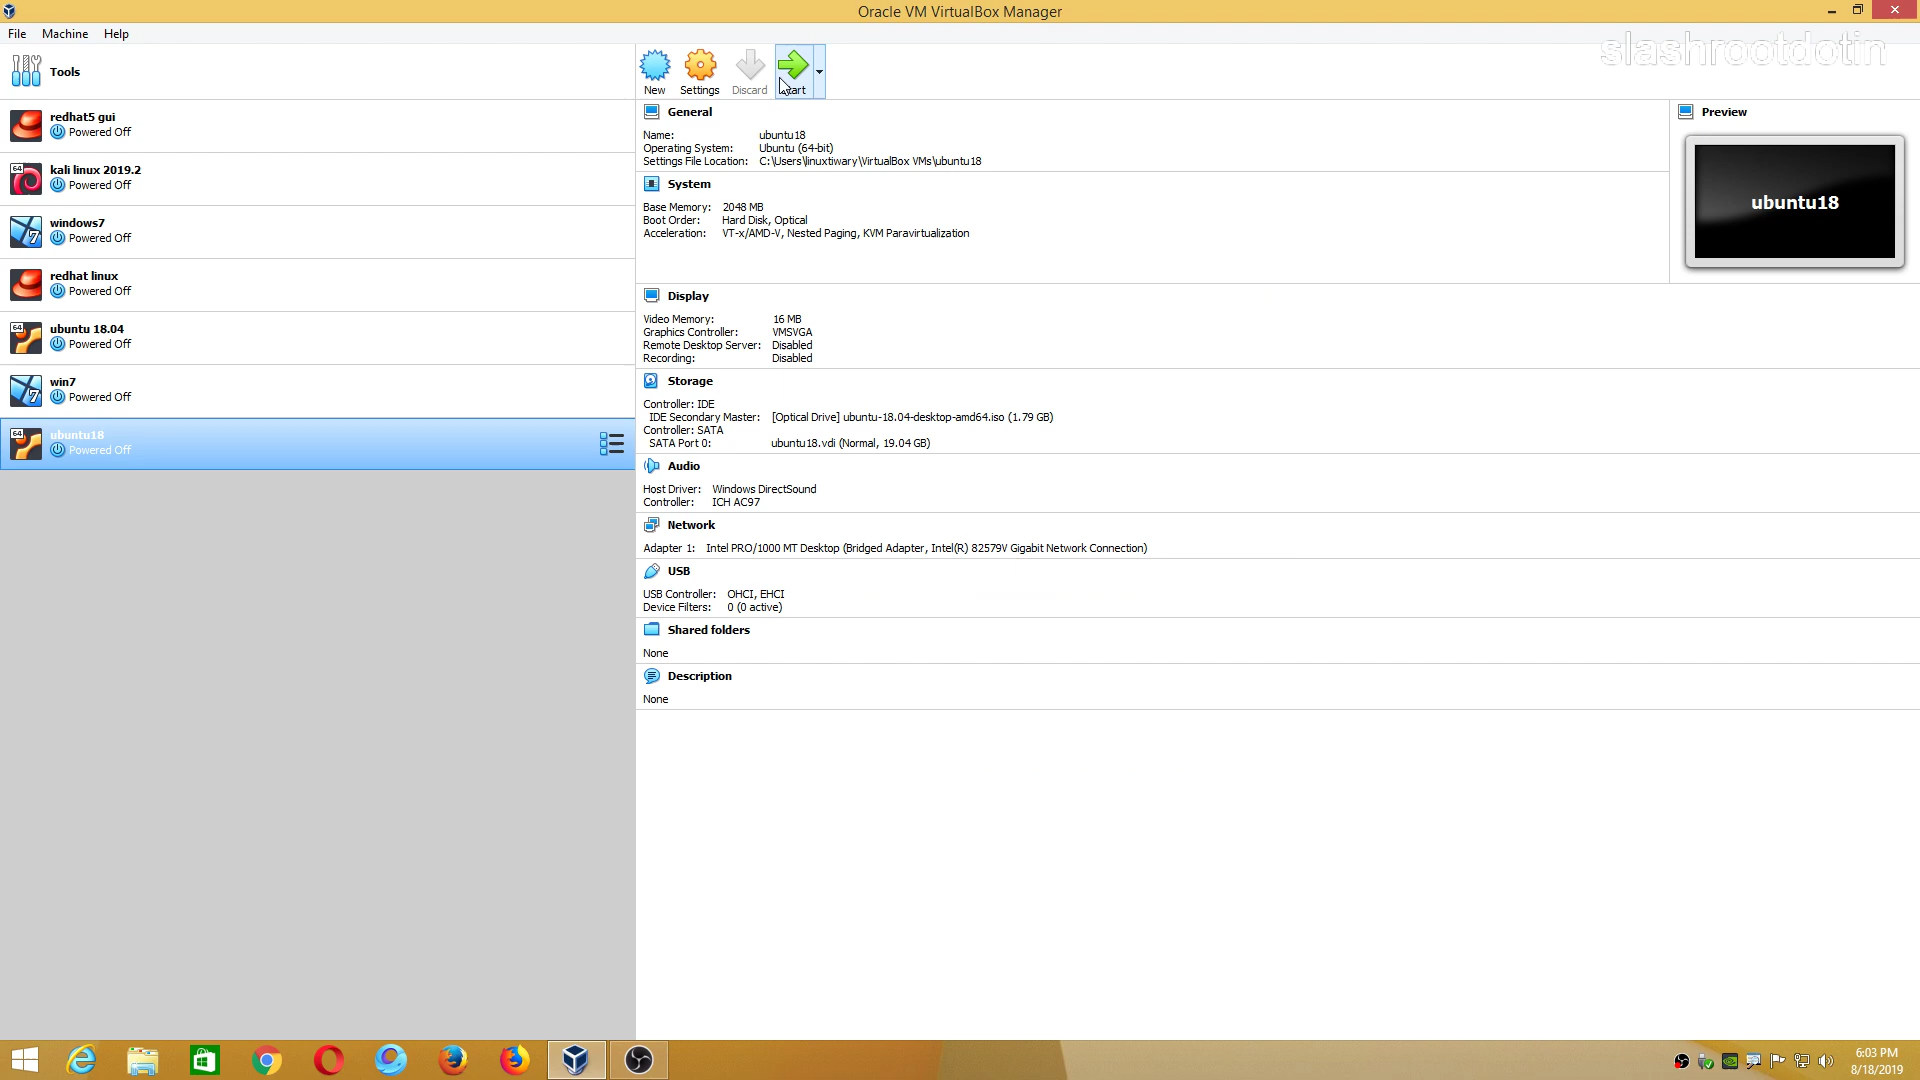 Oracle VM VirtualBox Manager
File Machine Help
slashrootdotin
Tools
New Settings Discard
redhat5 gui
Powered Off
64
kali linux 2019.2
Powered Off
windows7
Powered Off
redhat linux
Powered Off
64
ubuntu 18.04
Powered Off
win7
Powered Off
64
ubuntu18
Powered Off
General
Name: ubuntu18
Operating System: Ubuntu (64-bit)
Settings File Location: C:\Users\linuxtiwary\VirtualBox VMs\ubuntu18
System
Base Memory: 2048 MB
Boot Order: Hard Disk, Optical
Acceleration: VT-x/AMD-V, Nested Paging, KVM Paravirtualization
Preview
ubuntu18
Display
Video Memory: 16 MB
Graphics Controller: VMSVGA
Remote Desktop Server: Disabled
Recording: Disabled
Storage
Controller: IDE
IDE Secondary Master: [Optical Drive] ubuntu-18.04-desktop-amd64.iso (1.79 GB)
Controller: SATA
SATA Port 0: ubuntu18.vdi (Normal, 19.04 GB)
Audio
Host Driver: Windows DirectSound
Controller: ICH AC97
Network
Adapter 1: Intel PRO/1000 MT Desktop (Bridged Adapter, Intel(R) 82579V Gigabit Network Connection)
USB
USB Controller: OHCI, EHCI
Device Filters: 0 (0 active)
Shared folders
None
Description
None
6:03 PM
8/18/2019